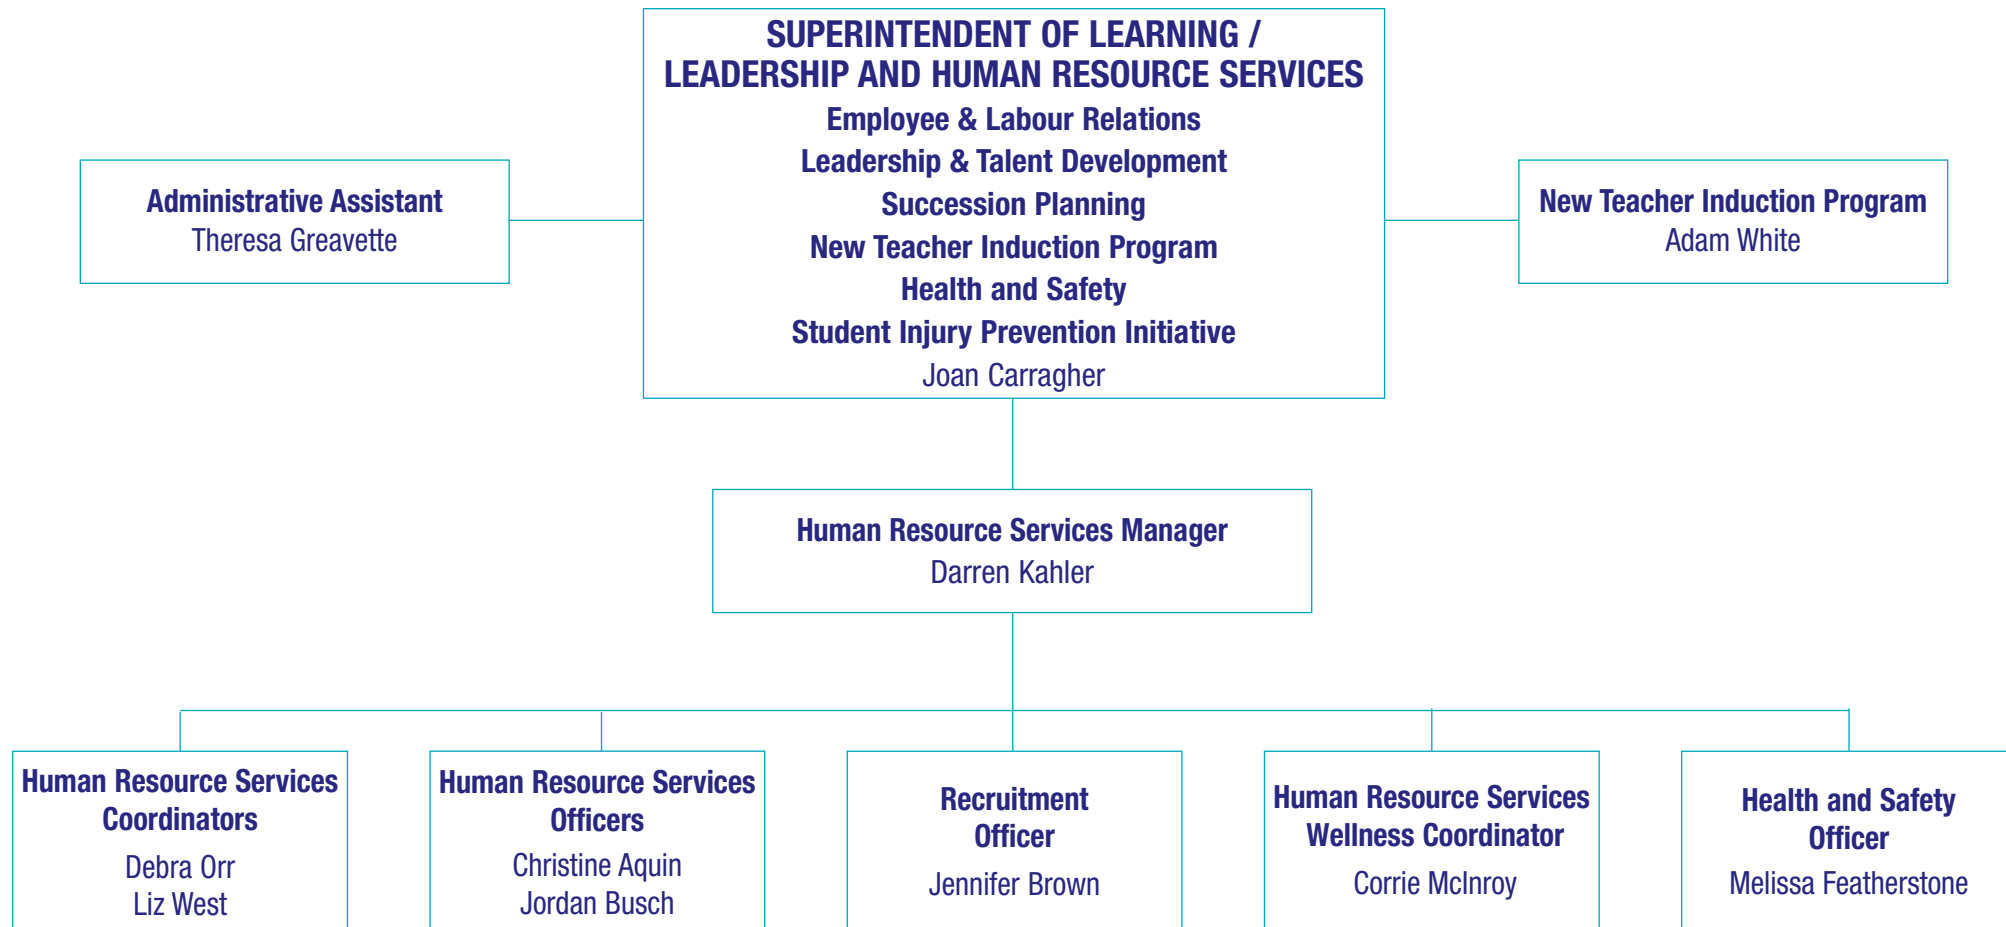 SUPERINTENDENT OF LEARNING /
LEADERSHIP AND HUMAN RESOURCE SERVICES
Employee & Labour Relations
Leadership & Talent Development
Succession Planning
New Teacher Induction Program
Health and Safety
Student Injury Prevention Initiative
Joan Carragher
Administrative Assistant
Theresa Greavette
New Teacher Induction Program
Adam White
Human Resource Services Manager
Darren Kahler
Human Resource Services
Coordinators
Debra Orr
Liz West
Human Resource Services
Officers
Christine Aquin
Jordan Busch
Recruitment
Officer
Jennifer Brown
Human Resource Services
Wellness Coordinator
Corrie McInroy
Health and Safety
Officer
Melissa Featherstone